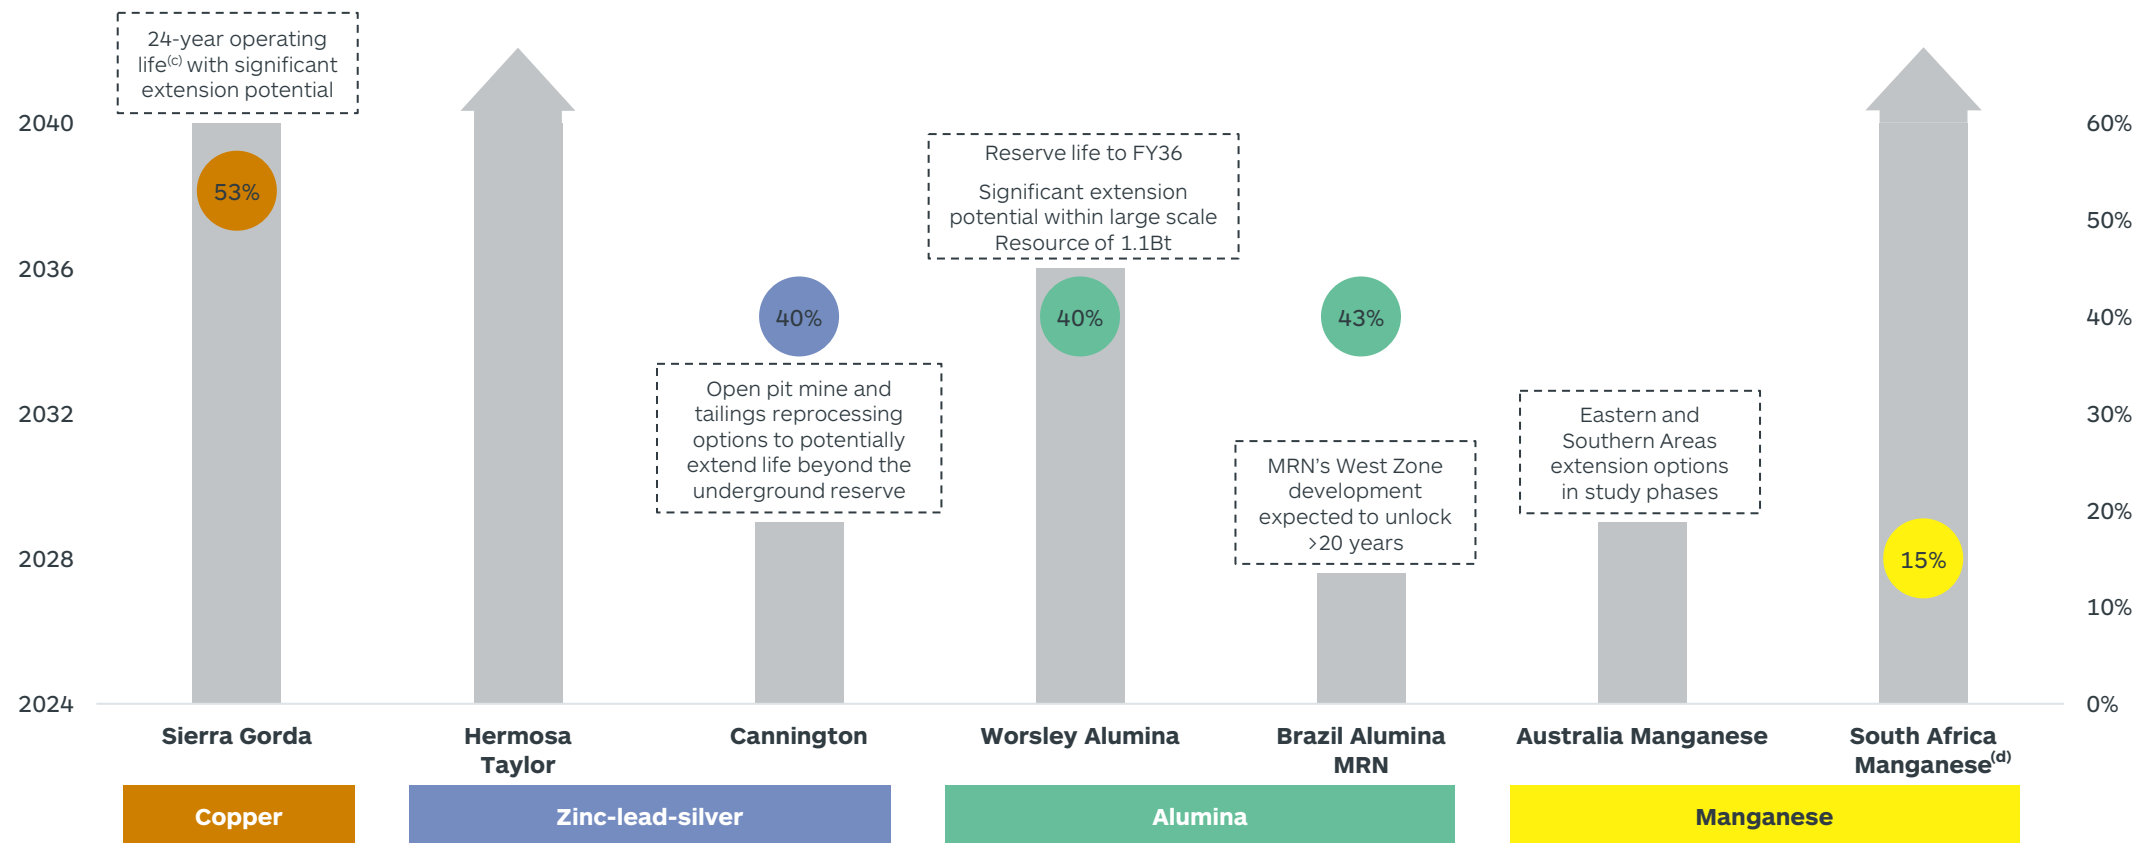 24-year operating
life(c) with significant
extension potential
2040
60%
53%
Reserve life to FY36
Significant extension
potential within large scale
Resource of 1.1Bt
50%
2036
40%
40%
43%
40%
Open pit mine and
tailings reprocessing
options to potentially
extend life beyond the
underground reserve
Eastern and
Southern Areas
extension options
in study phases
2032
30%
MRN's West Zone
development
expected to unlock
>20 years
20%
2028
15%
10%
2024
0%
Sierra Gorda
Hermosa
Taylor
Cannington
Worsley Alumina
Brazil Alumina
MRN
Australia Manganese
South Africa
Manganese(d)
Copper
Zinc-lead-silver
Alumina
Manganese